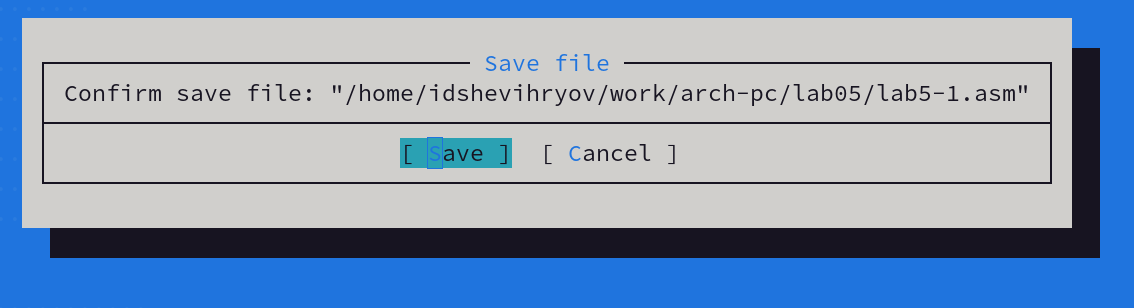 Save file
Confirm save file: "/home/idshevihryov/work/arch-pc/lab05/lab5-1.asm"
[ Save ] [ Cancel ]